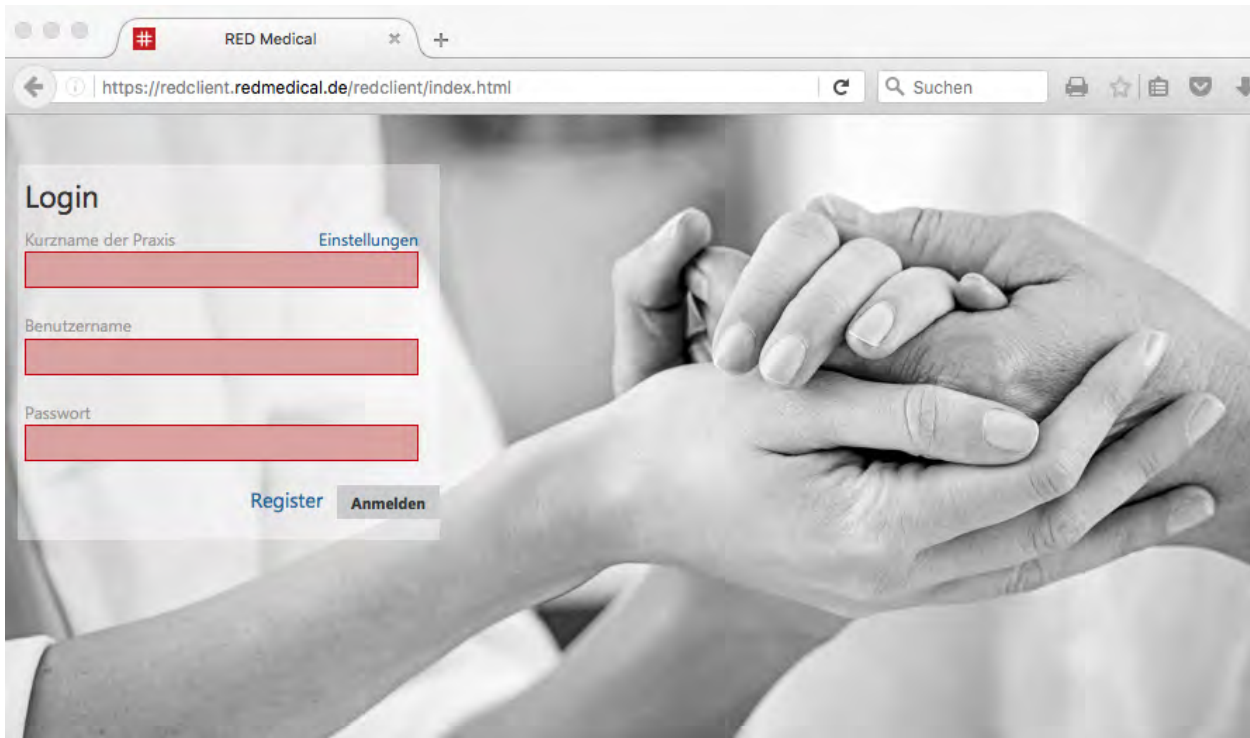 # RED Medical
https://redclient.redmedical.de/redclient/index.html
Suchen
Login
Kurzname der Praxis Einstellungen
Benutzername
Passwort
Register Anmelden